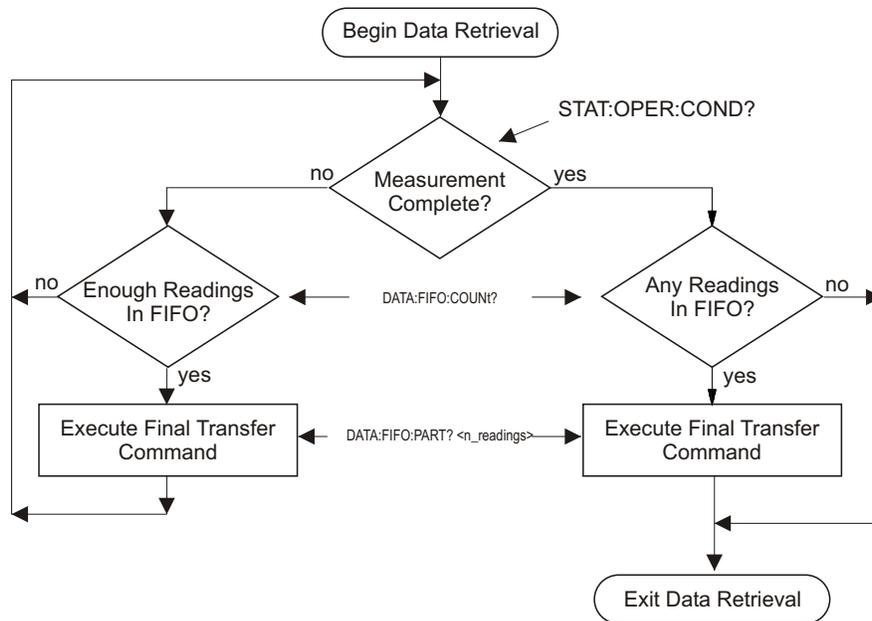 Begin Data Retrieval
STAT:OPER:COND?
no
Measurement
Complete?
yes
no
Enough Readings
In FIFO?
DATA:FIFO:COUNt?
Any Readings
In FIFO?
no
yes
yes
Execute Final Transfer
Command
DATA:FIFO:PART? <n_readings>
Execute Final Transfer
Command
Exit Data Retrieval